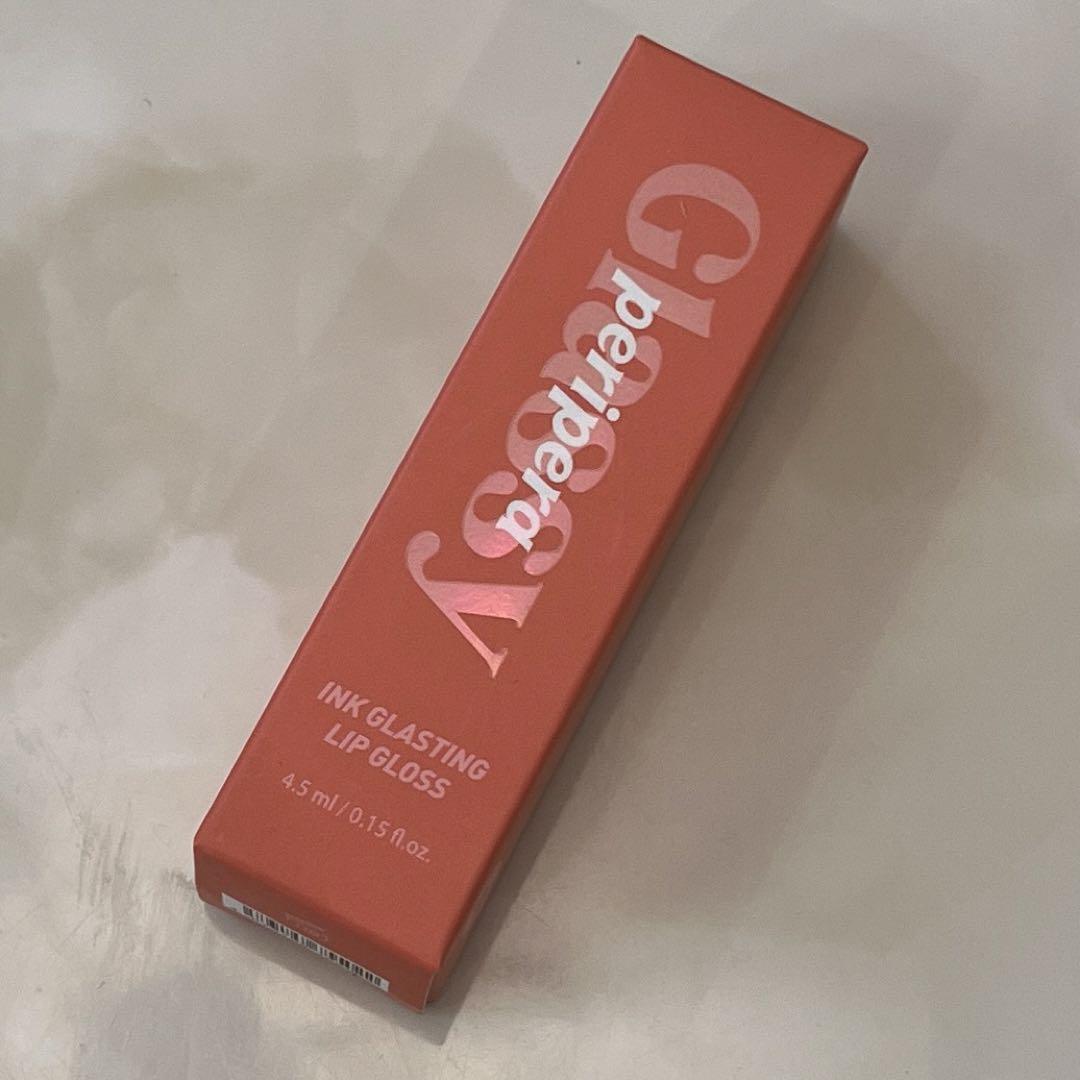 Glassy
peripera
INK GLASTING
LIP GLOSS
4.5 ml / 0.15 fl.oz.